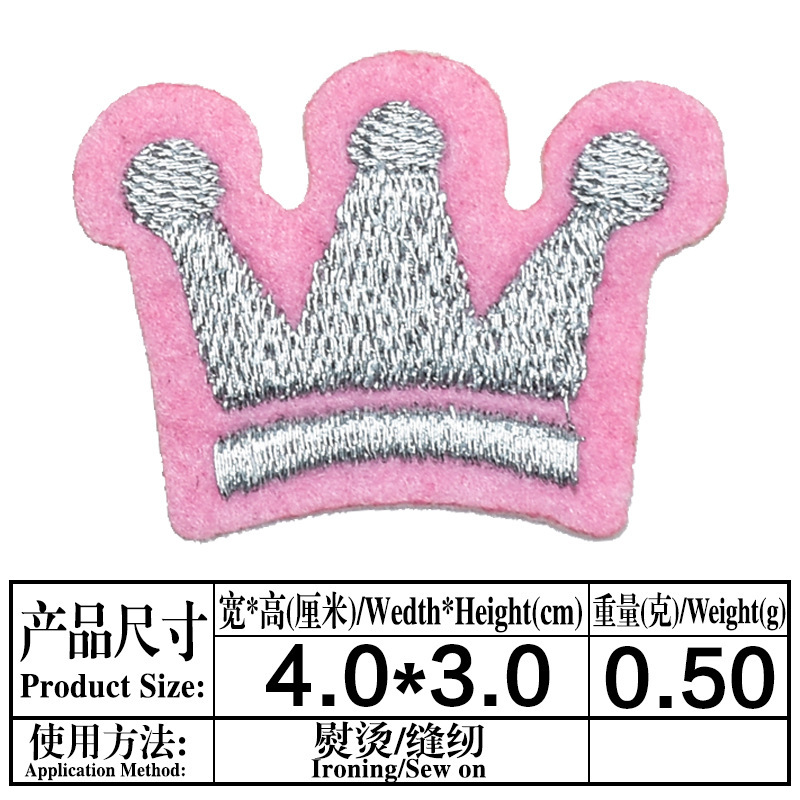 产品尺寸
Product Size:
宽*高(厘米)/Wedth*Height(cm)
4.0*3.0
重量(克)/Weight(g)
0.50
使用方法:
Application Method:
熨烫/缝纫
Ironing/Sew on